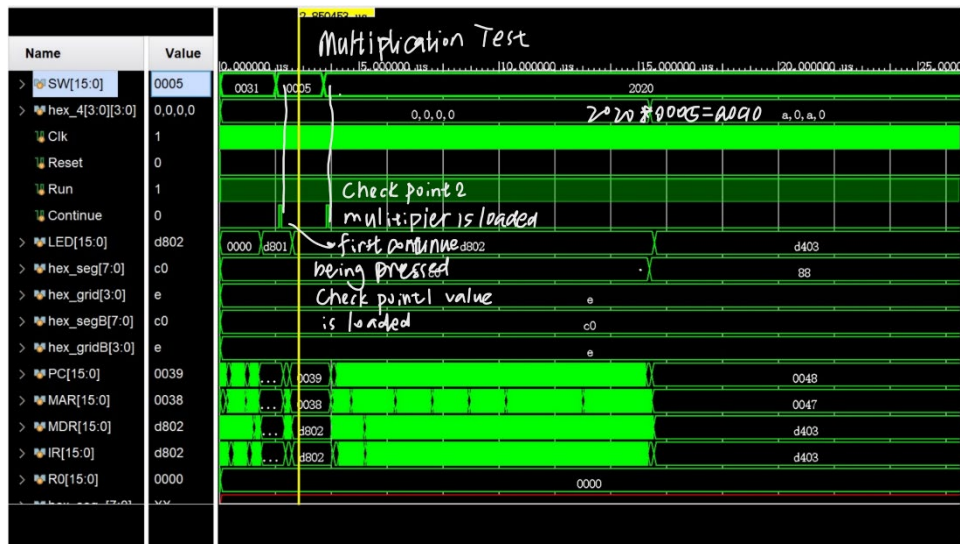 2.850453 us
Multiplication Test
Name Value
0.000000 us 5.000000 us 10.000000 us 15.000000 us 20.000000 us 25.000
SW[15:0] 0005 0031 0005 2020
hex_4[3:0][3:0] 0,0,0,0 0,0,0,0 2020*0005=A0A0 a,0,a,0
Clk 1
Reset 0
Run 1 Check point 2
Continue 0 mulitipier is loaded
LED[15:0] d802 0000 d801 first coninue d802 d403
hex_seg[7:0] c0 being pressed 88
hex_grid[3:0] e Check point1 value e
hex_segB[7:0] c0 is loaded c0
hex_gridB[3:0] e e
PC[15:0] 0039 ... 0039 0048
MAR[15:0] 0038 ... 0038 0047
MDR[15:0] d802 ... d802 d403
IR[15:0] d802 ... d802 d403
R0[15:0] 0000 0000